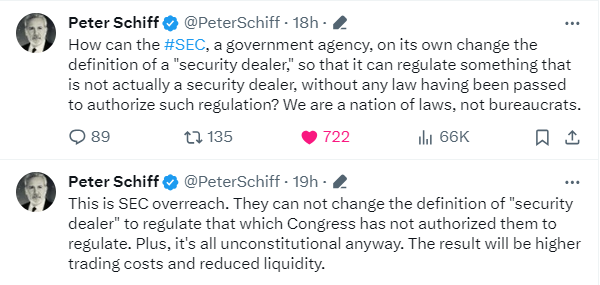 Peter Schiff @PeterSchiff · 18h ·
How can the #SEC, a government agency, on its own change the
definition of a "security dealer," so that it can regulate something that
is not actually a security dealer, without any law having been passed
to authorize such regulation? We are a nation of laws, not bureaucrats.
89 135 722 66K
Peter Schiff @PeterSchiff · 19h ·
This is SEC overreach. They can not change the definition of "security
dealer" to regulate that which Congress has not authorized them to
regulate. Plus, it's all unconstitutional anyway. The result will be higher
trading costs and reduced liquidity.